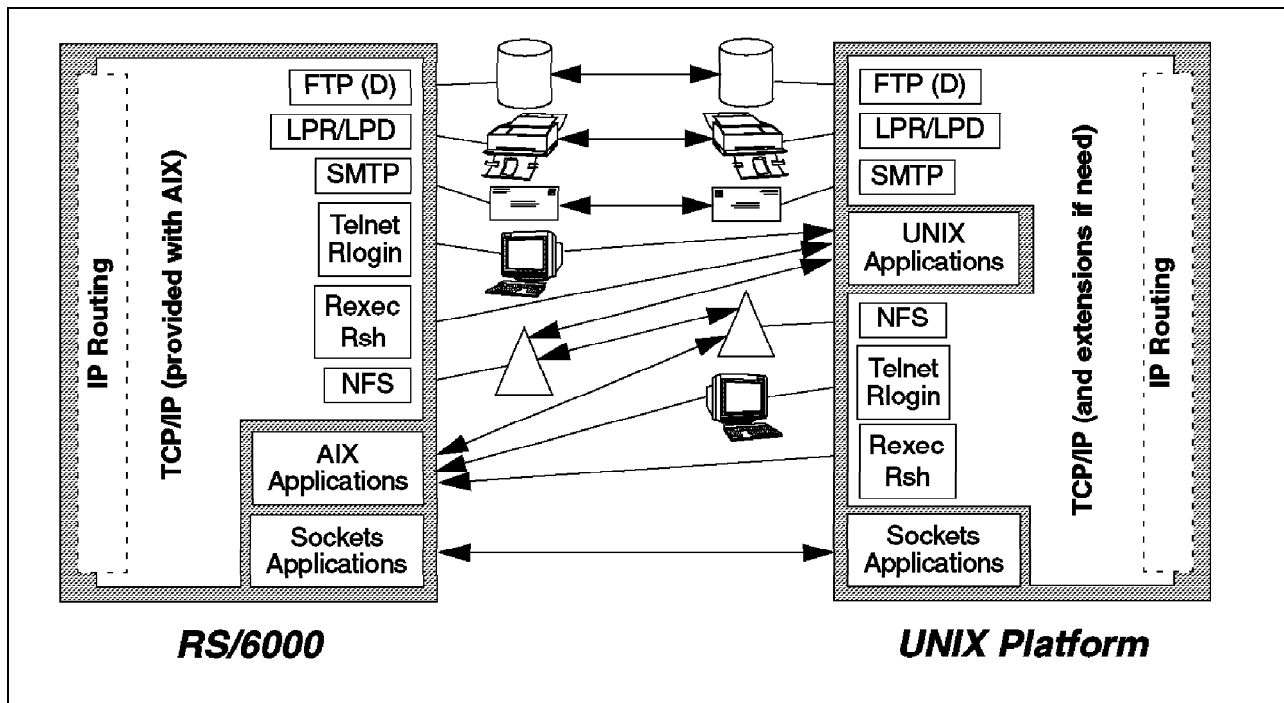 IP Routing
TCP/IP (provided with AIX)
FTP (D)
LPR/LPD
SMTP
Telnet
Rlogin
Rexec
Rsh
NFS
AIX
Applications
Sockets
Applications
RS/6000
FTP (D)
LPR/LPD
SMTP
UNIX
Applications
NFS
Telnet
Rlogin
Rexec
Rsh
Sockets
Applications
TCP/IP (and extensions if need)
IP Routing
UNIX Platform